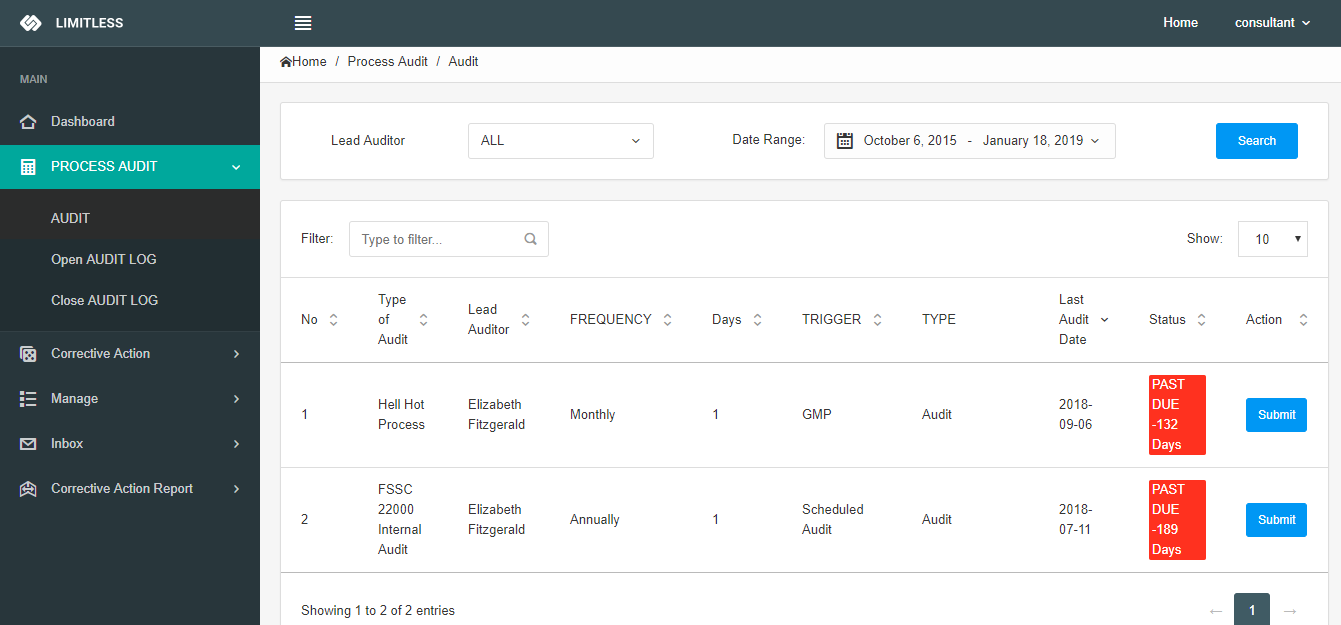 LIMITLESS
Home
consultant
MAIN
Dashboard
PROCESS AUDIT
AUDIT
Open AUDIT LOG
Close AUDIT LOG
Corrective Action
Manage
Inbox
Corrective Action Report
Home / Process Audit / Audit
Lead Auditor
ALL
Date Range:
October 6, 2015 - January 18, 2019
Search
Filter:
Type to filter...
Show:
10
No
Type
of
Audit
Lead
Auditor
FREQUENCY
Days
TRIGGER
TYPE
Last
Audit
Date
Status
Action
1
Hell Hot
Process
Elizabeth
Fitzgerald
Monthly
1
GMP
Audit
2018-
09-06
PAST
DUE
-132
Days
Submit
2
FSSC
22000
Internal
Audit
Elizabeth
Fitzgerald
Annually
1
Scheduled
Audit
Audit
2018-
07-11
PAST
DUE
-189
Days
Submit
Showing 1 to 2 of 2 entries
← 1 →